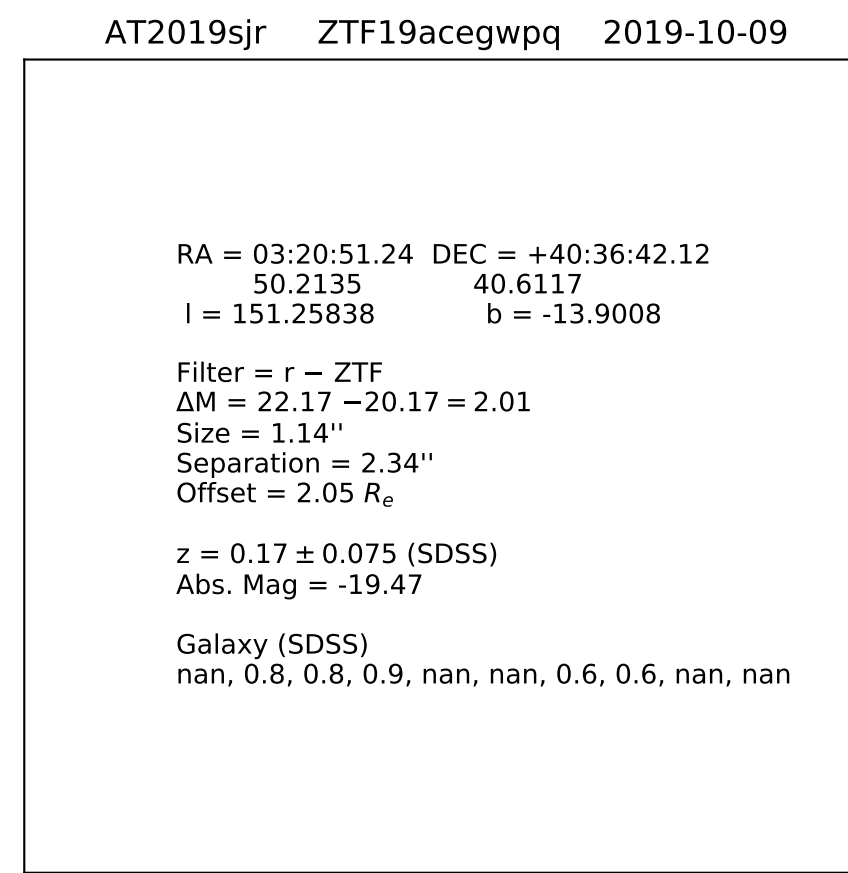 AT2019sjr ZTF19acegwpq 2019-10-09
RA = 03:20:51.24 DEC = +40:36:42.12
50.2135 40.6117
l = 151.25838 b = -13.9008
Filter = r − ZTF
ΔM = 22.17 −20.17 = 2.01
Size = 1.14''
Separation = 2.34''
Offset = 2.05 Re
z = 0.17 ± 0.075 (SDSS)
Abs. Mag = -19.47
Galaxy (SDSS)
nan, 0.8, 0.8, 0.9, nan, nan, 0.6, 0.6, nan, nan